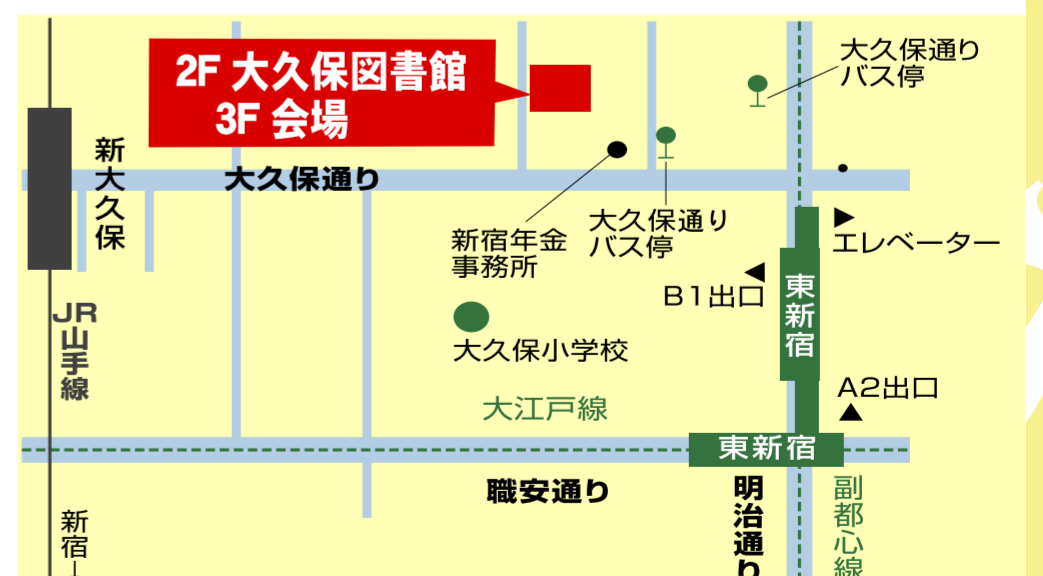 大久保通り
バス停
2F 大久保図書館
3F 会場
新大久保
大久保通り
新宿年金
事務所
大久保通り
バス停
エレベーター
B1出口
東新宿
JR山手線
大久保小学校
A2出口
大江戸線
東新宿
職安通り
明治通り
副都心線
新宿